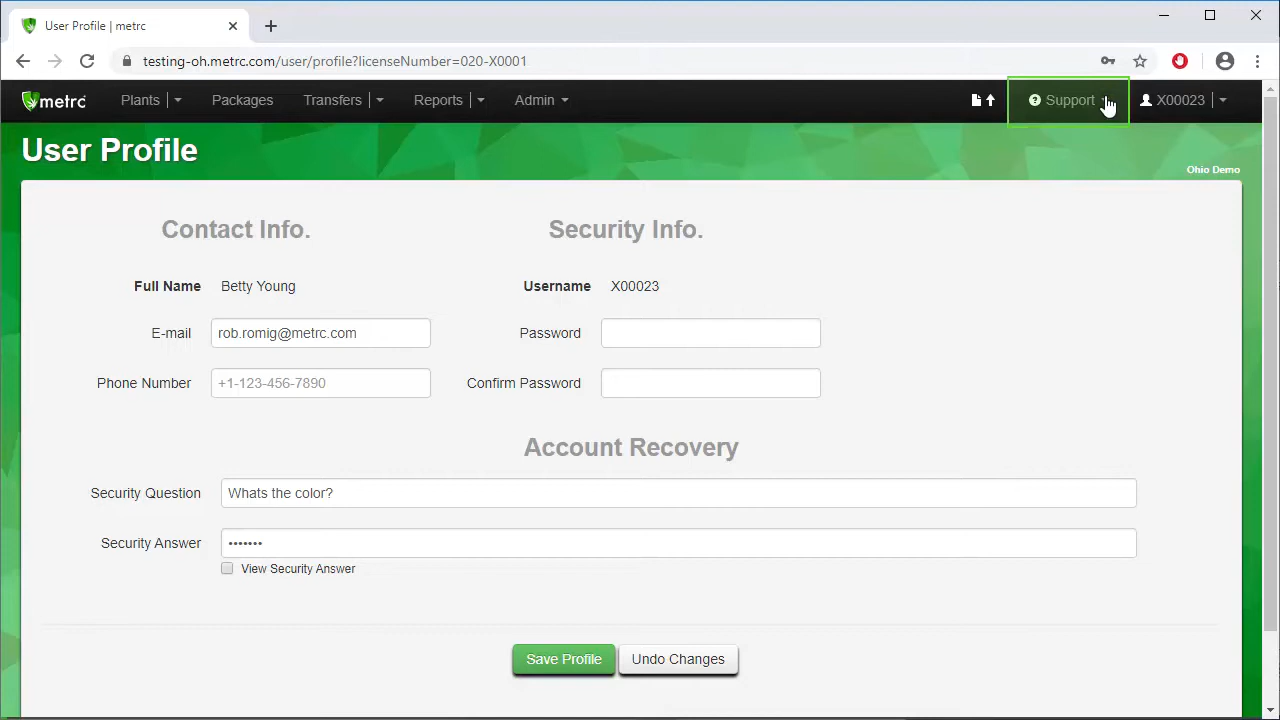 User Profile | metrc
testing-oh.metrc.com/user/profile?licenseNumber=020-X0001
metrc Plants Packages Transfers Reports Admin Support X00023
User Profile
Ohio Demo
Contact Info. Security Info.
Full Name Betty Young Username X00023
E-mail rob.romig@metrc.com Password
Phone Number +1-123-456-7890 Confirm Password
Account Recovery
Security Question Whats the color?
Security Answer •••••••
View Security Answer
Save Profile Undo Changes